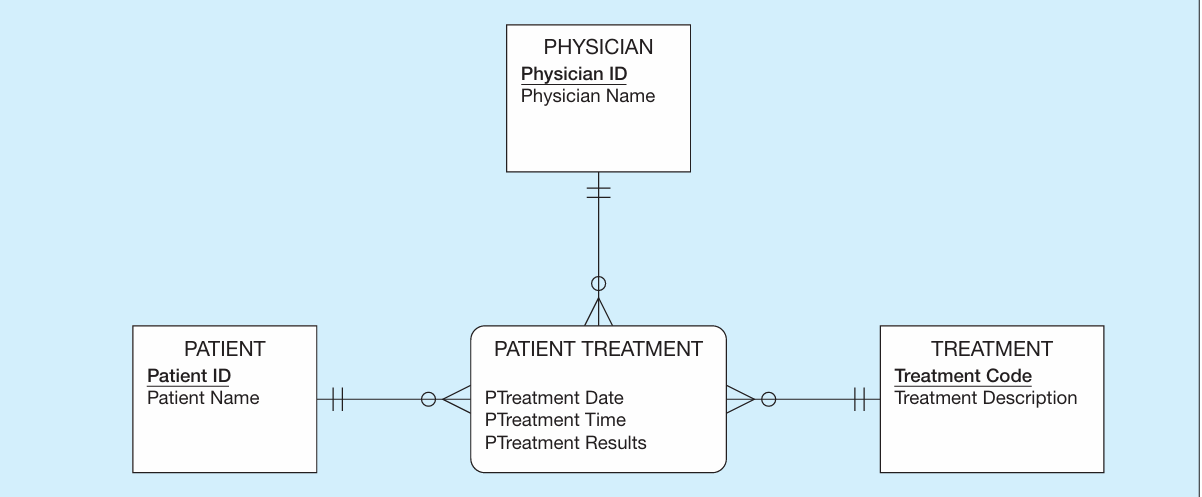 PHYSICIAN
Physician ID
Physician Name
PATIENT
Patient ID
Patient Name
PATIENT TREATMENT
PTreatment Date
PTreatment Time
PTreatment Results
TREATMENT
Treatment Code
Treatment Description